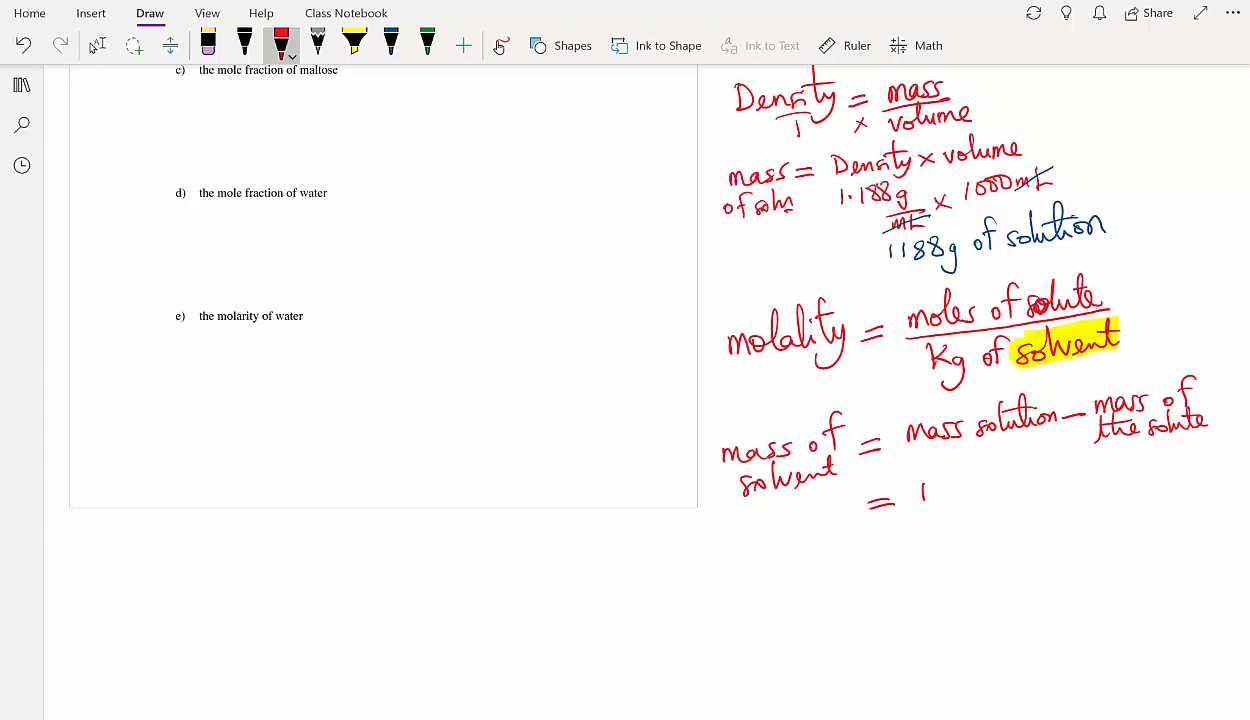 Home Insert Draw View Help Class Notebook Share
Shapes Ink to Shape Ink to Text Ruler Math
c) the mole fraction of maltose
d) the mole fraction of water
e) the molarity of water
Density = mass
1 × volume
mass = Density × volume
of soln 1.188g × 1000mL
mL
1188g of solution
molality = moles of solute
Kg of solvent
mass of = mass solution – mass of
solvent the solute
= 1